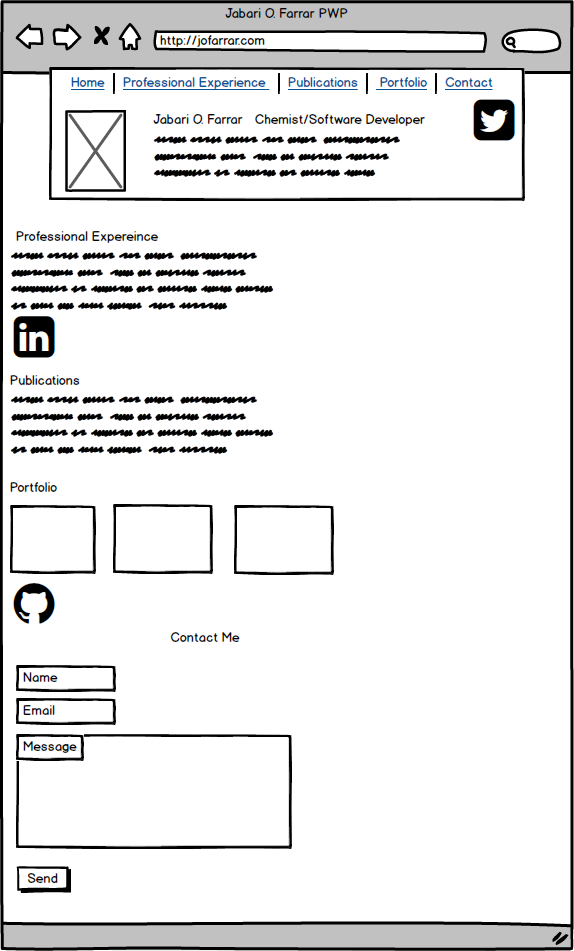 Jabari O. Farrar PWP
http://jofarrar.com
Home Professional Experience Publications Portfolio Contact
Jabari O. Farrar Chemist/Software Developer
Professional Expereince
in
Publications
Portfolio
Contact Me
Name
Email
Message
Send